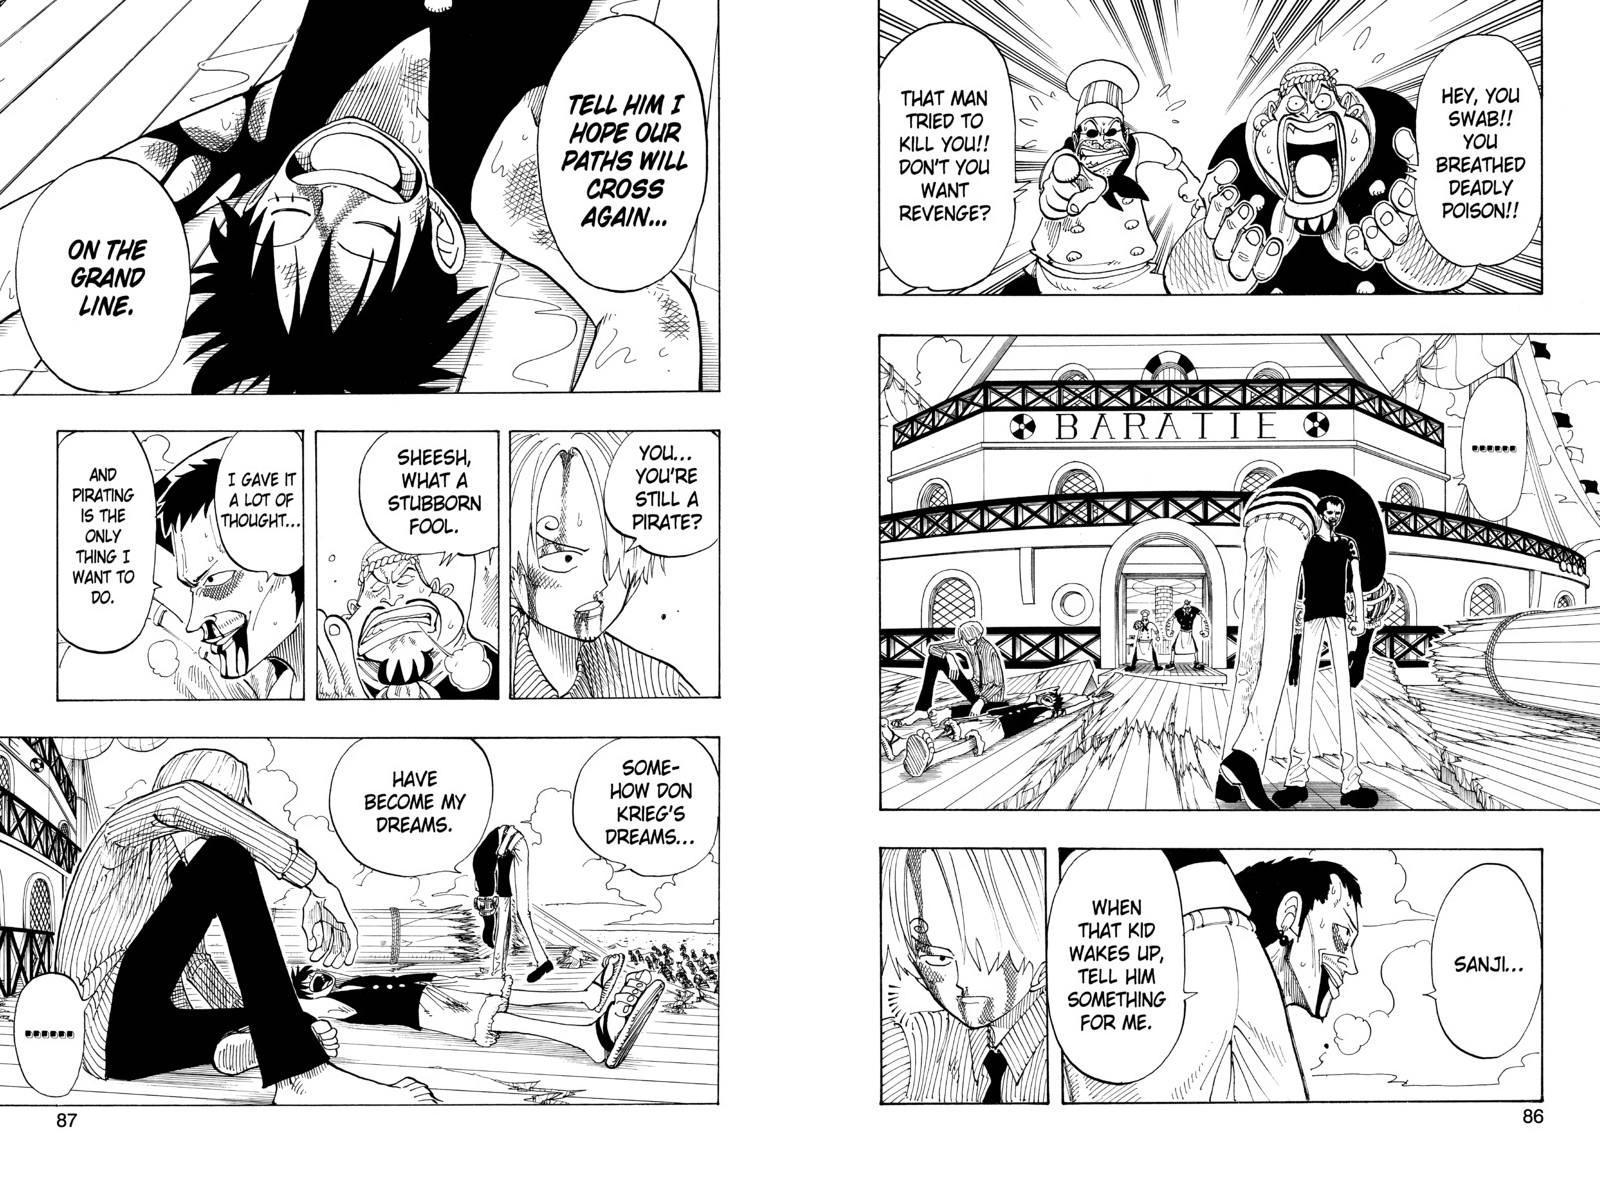 HEY, YOU
SWAB!!
YOU
BREATHED
DEADLY
POISON!!
THAT MAN
TRIED TO
KILL YOU!!
DON'T YOU
WANT
REVENGE?
......
BARATIE
SANJI...
WHEN
THAT KID
WAKES UP,
TELL HIM
SOMETHING
FOR ME.
86
TELL HIM I
HOPE OUR
PATHS WILL
CROSS
AGAIN...
ON THE
GRAND
LINE.
YOU...
YOU'RE
STILL A
PIRATE?
SHEESH,
WHAT A
STUBBORN
FOOL.
I GAVE IT
A LOT OF
THOUGHT...
AND
PIRATING
IS THE
ONLY
THING I
WANT TO
DO.
SOME-
HOW DON
KRIEG'S
DREAMS...
HAVE
BECOME MY
DREAMS.
......
87